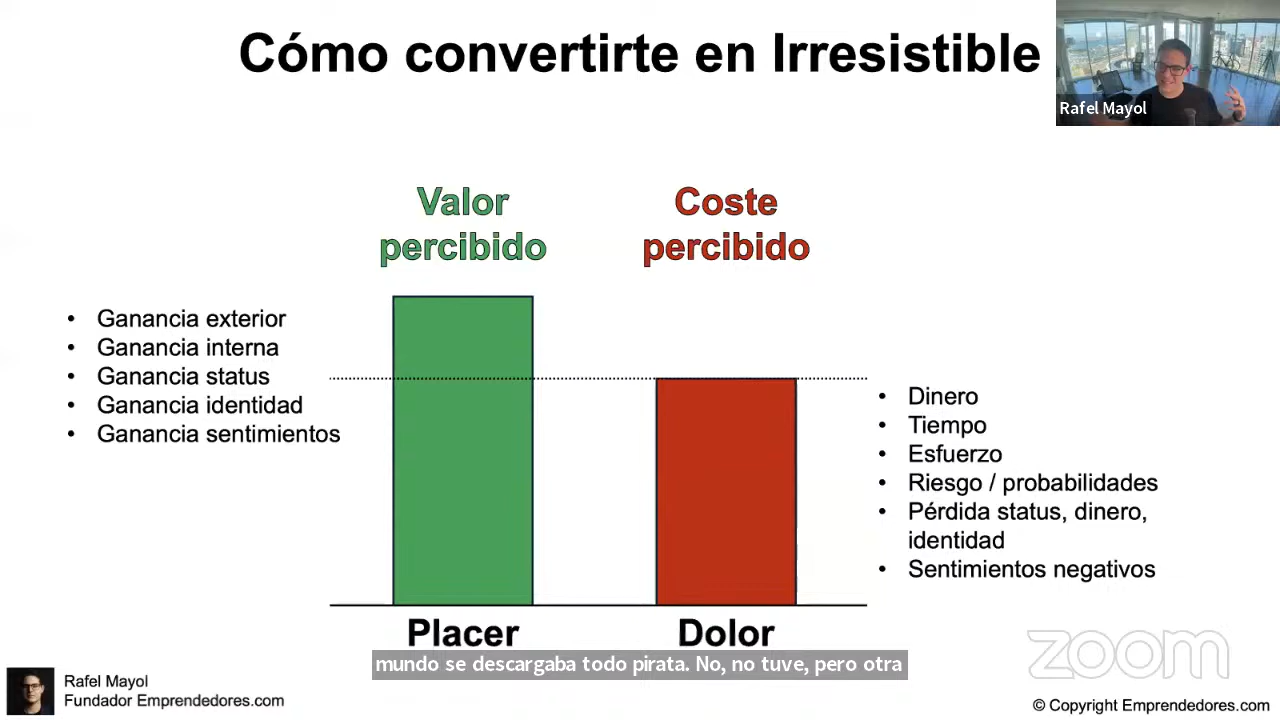 Cómo convertirte en Irresistible
Rafel Mayol
Valor
percibido
Coste
percibido
• Ganancia exterior
• Ganancia interna
• Ganancia status
• Ganancia identidad
• Ganancia sentimientos
• Dinero
• Tiempo
• Esfuerzo
• Riesgo / probabilidades
• Pérdida status, dinero,
identidad
• Sentimientos negativos
Placer
Dolor
mundo se descargaba todo pirata. No, no tuve, pero otra
zoom
Rafel Mayol
Fundador Emprendedores.com
© Copyright Emprendedores.com